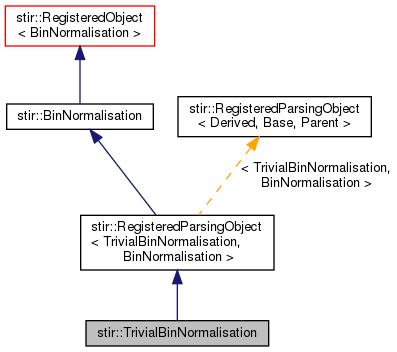 stir::RegisteredObject
< BinNormalisation >
stir::BinNormalisation
stir::RegisteredParsingObject
< Derived, Base, Parent >
< TrivialBinNormalisation,
BinNormalisation >
stir::RegisteredParsingObject
< TrivialBinNormalisation,
BinNormalisation >
stir::TrivialBinNormalisation